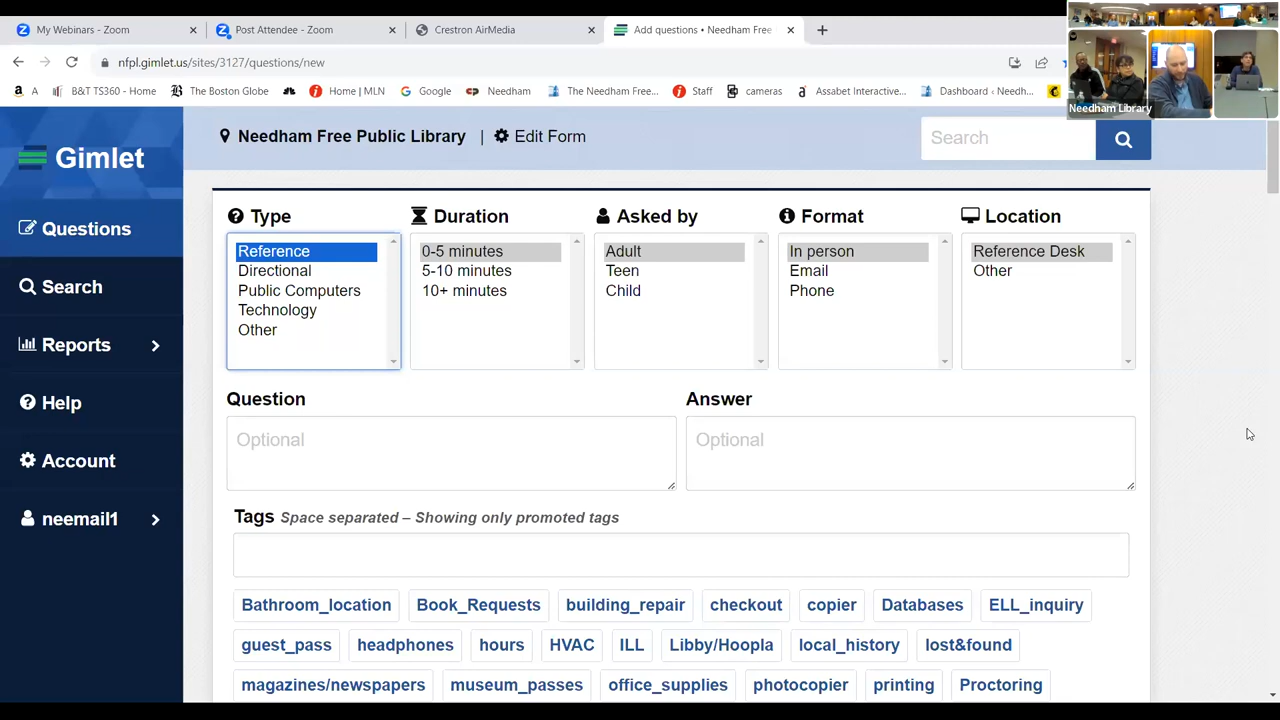 My Webinars - Zoom
Post Attendee - Zoom
Crestron AirMedia
Add questions • Needham Free
nfpl.gimlet.us/sites/3127/questions/new
A
B&T TS360 - Home
The Boston Globe
Home | MLN
Google
Needham
The Needham Free...
Staff
cameras
Assabet Interactive...
Dashboard ‹ Needh...
Needham Library
Gimlet
Needham Free Public Library | Edit Form
Search
Questions
Search
Reports
Help
Account
neemail1
Type
Reference
Directional
Public Computers
Technology
Other
Duration
0-5 minutes
5-10 minutes
10+ minutes
Asked by
Adult
Teen
Child
Format
In person
Email
Phone
Location
Reference Desk
Other
Question
Optional
Answer
Optional
Tags Space separated – Showing only promoted tags
Bathroom_location Book_Requests building_repair checkout copier Databases ELL_inquiry
guest_pass headphones hours HVAC ILL Libby/Hoopla local_history lost&found
magazines/newspapers museum_passes office_supplies photocopier printing Proctoring